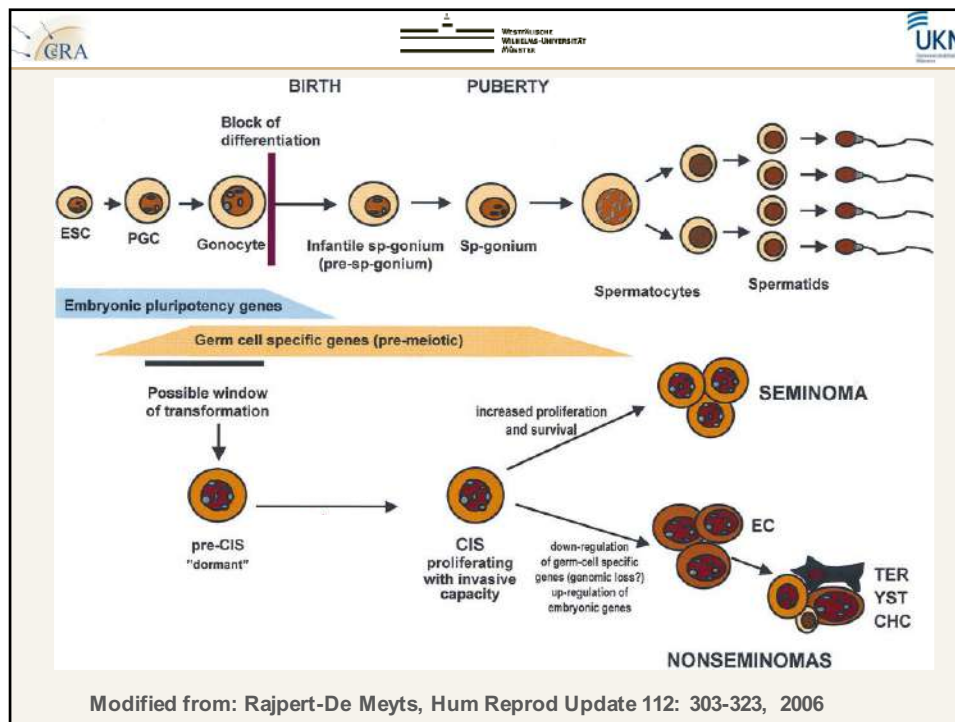 CeRA
WESTFÄLISCHE
WILHELMS-UNIVERSITÄT
MÜNSTER
UKM
BIRTH
PUBERTY
Block of
differentiation
ESC
PGC
Gonocyte
Infantile sp-gonium
(pre-sp-gonium)
Sp-gonium
Spermatocytes
Spermatids
Embryonic pluripotency genes
Germ cell specific genes (pre-meiotic)
Possible window
of transformation
increased proliferation
and survival
SEMINOMA
pre-CIS
"dormant"
CIS
proliferating
with invasive
capacity
down-regulation
of germ-cell specific
genes (genomic loss?)
up-regulation of
embryonic genes
EC
TER
YST
CHC
NONSEMINOMAS
Modified from: Rajpert-De Meyts, Hum Reprod Update 112: 303-323, 2006